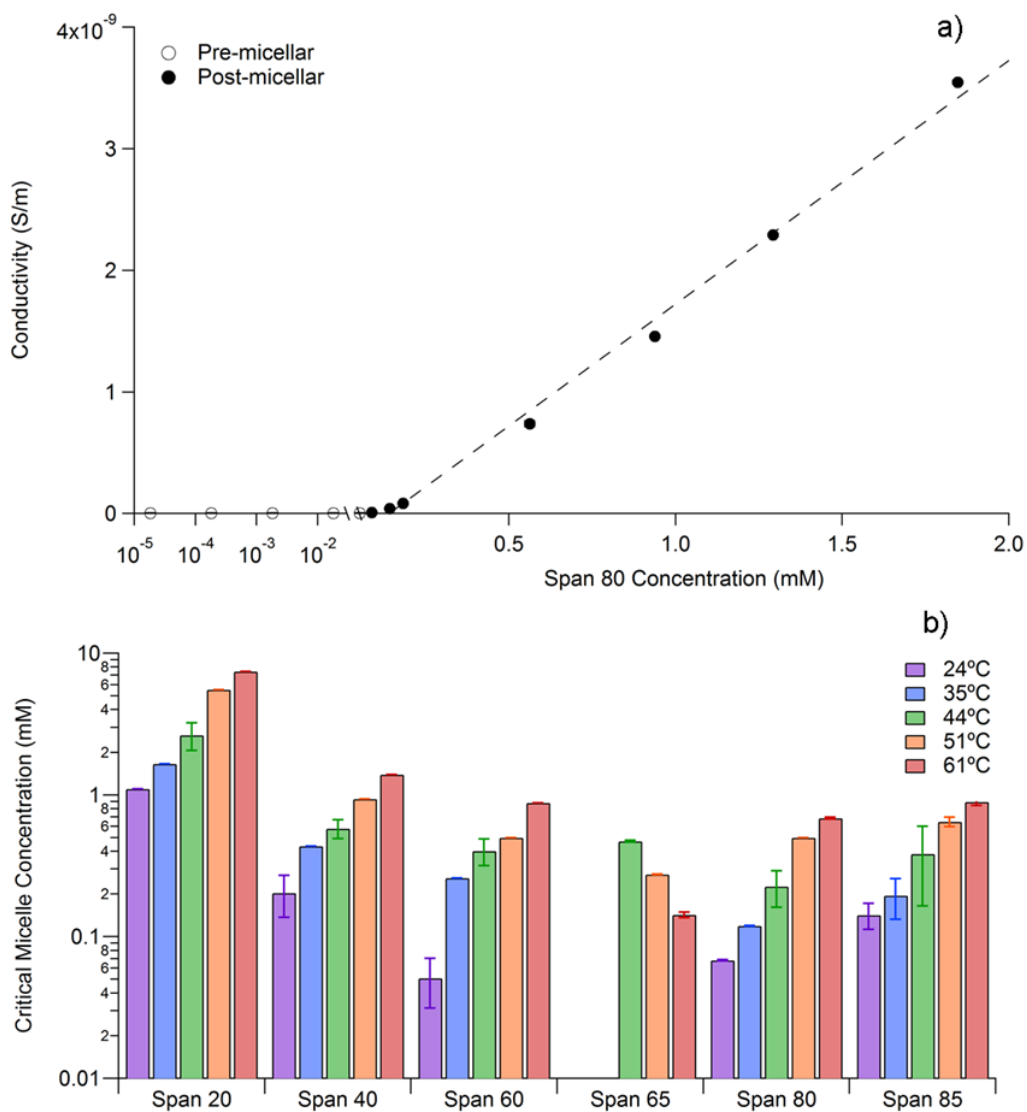 a)
4x10⁻⁹
Pre-micellar
Post-micellar
3
2
1
0
Conductivity (S/m)
10⁻⁵ 10⁻⁴ 10⁻³ 10⁻² 0.5 1.0 1.5 2.0
Span 80 Concentration (mM)
b)
10
8
6
4
2
1
8
6
4
2
0.1
8
6
4
2
0.01
Critical Micelle Concentration (mM)
24ºC
35ºC
44ºC
51ºC
61ºC
Span 20 Span 40 Span 60 Span 65 Span 80 Span 85